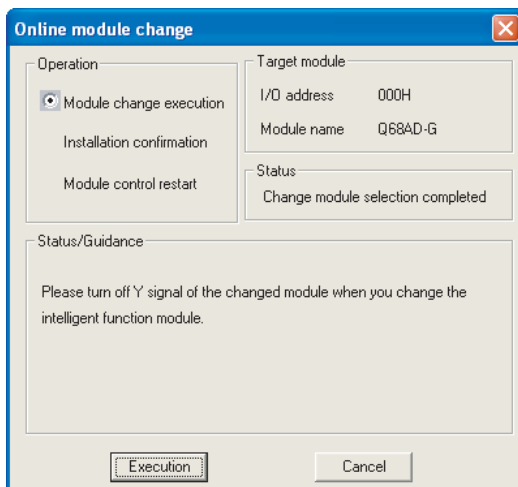 Online module change
Operation
Module change execution
Installation confirmation
Module control restart
Target module
I/O address 000H
Module name Q68AD-G
Status
Change module selection completed
Status/Guidance
Please turn off Y signal of the changed module when you change the
intelligent function module.
Execution
Cancel